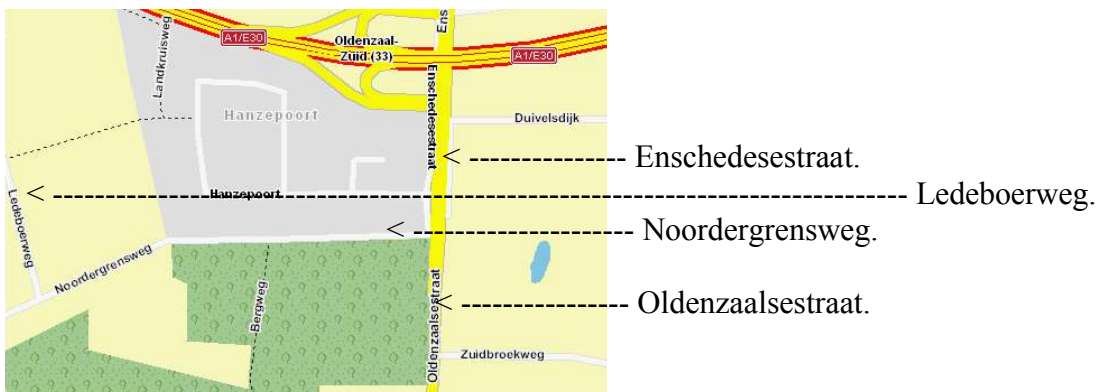 Ens
A1/E30
Oldenzaal-
Zuid (33)
A1/E30
Landkruisweg
Enschedesestraat
Hanzepoort
Duivelsdijk
< ---------------- Enschedesestraat.
Hanzepoort
Ledeboerweg
< ------------------------------------------------------------------------ Ledeboerweg.
< --------------------- Noordergrensweg.
Noordergrensweg
Bergweg
Oldenzaalsestraat
< ----------------- Oldenzaalsestraat.
Zuidbroekweg